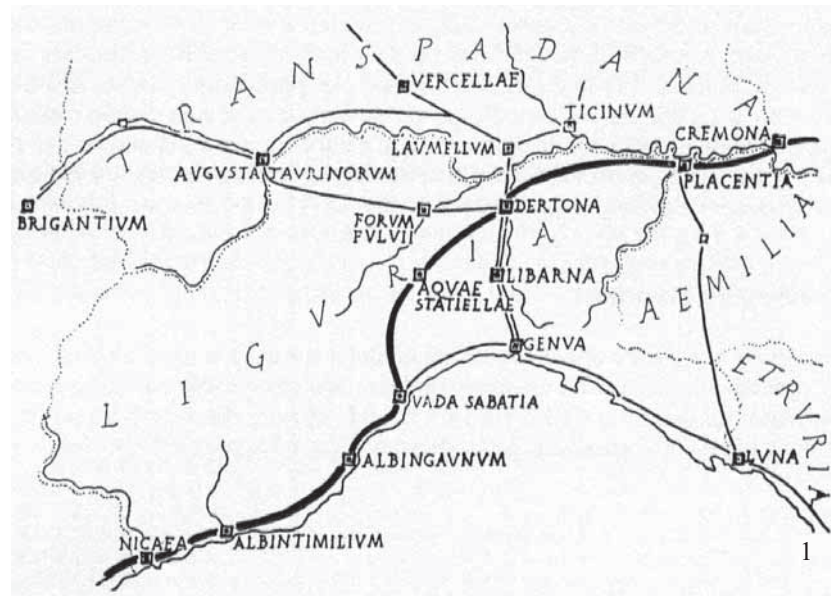 TRANSPADANA
VERCELLAE
TICINVM
LAVMELLVM
CREMONA
AVGVSTA TAVRINORVM
PLACENTIA
BRIGANTIVM
FORVM
FVLVII
DERTONA
LIGVRIA
AQVAE
STATIELLAE
LIBARNA
AEMILIA
GENVA
ETRVRIA
VADA SABATIA
ALBINGAVNVM
LVNA
NICAEA
ALBINTIMILIVM
1